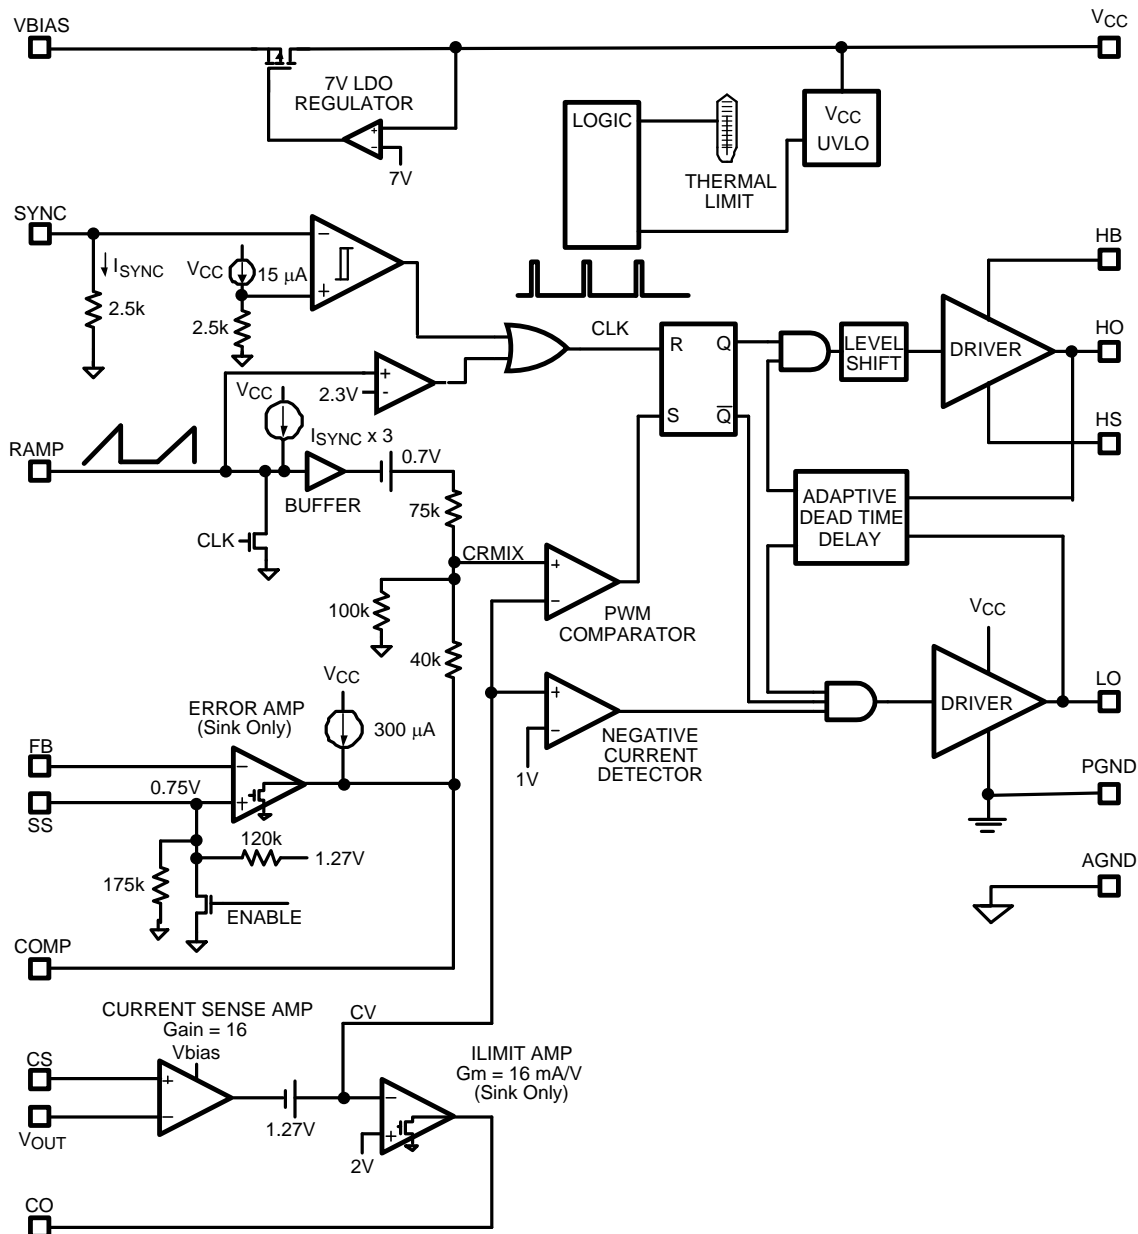 VBIAS
VCC
7V LDO
REGULATOR
+
-
7V
LOGIC
THERMAL
LIMIT
VCC
UVLO
SYNC
ISYNC
2.5k
VCC
15 μA
2.5k
−
+
CLK
R
Q
S
Q̅
LEVEL
SHIFT
DRIVER
HB
HO
HS
VCC
2.3V
+
-
RAMP
ISYNC x 3
0.7V
BUFFER
75k
CLK
CRMIX
100k
40k
+
−
PWM
COMPARATOR
ADAPTIVE
DEAD TIME
DELAY
VCC
DRIVER
LO
ERROR AMP
(Sink Only)
VCC
300 μA
+
−
1V
NEGATIVE
CURRENT
DETECTOR
FB
0.75V
SS
−
+
120k
1.27V
175k
ENABLE
PGND
AGND
COMP
CURRENT SENSE AMP
Gain = 16
Vbias
CV
ILIMIT AMP
Gm = 16 mA/V
(Sink Only)
CS
+
−
VOUT
1.27V
−
+
2V
CO